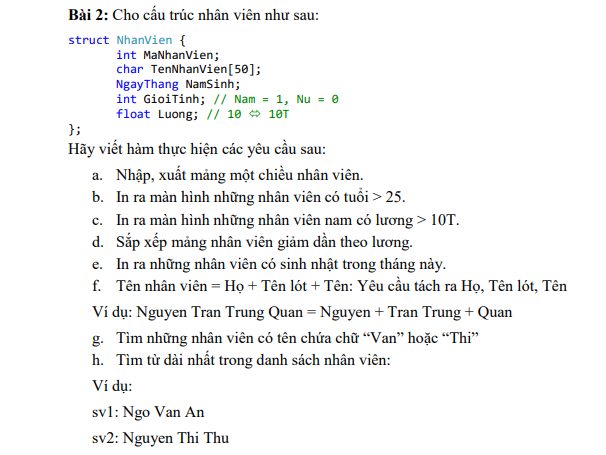 Bài 2: Cho cấu trúc nhân viên như sau:
struct NhanVien {
int MaNhanVien;
char TenNhanVien[50];
NgayThang NamSinh;
int GioiTinh; // Nam = 1, Nu = 0
float Luong; // 10 ⇔ 10T
};
Hãy viết hàm thực hiện các yêu cầu sau:
a. Nhập, xuất mảng một chiều nhân viên.
b. In ra màn hình những nhân viên có tuổi > 25.
c. In ra màn hình những nhân viên nam có lương > 10T.
d. Sắp xếp mảng nhân viên giảm dần theo lương.
e. In ra những nhân viên có sinh nhật trong tháng này.
f. Tên nhân viên = Họ + Tên lót + Tên: Yêu cầu tách ra Họ, Tên lót, Tên
Ví dụ: Nguyen Tran Trung Quan = Nguyen + Tran Trung + Quan
g. Tìm những nhân viên có tên chứa chữ “Van” hoặc “Thi”
h. Tìm từ dài nhất trong danh sách nhân viên:
Ví dụ:
sv1: Ngo Van An
sv2: Nguyen Thi Thu